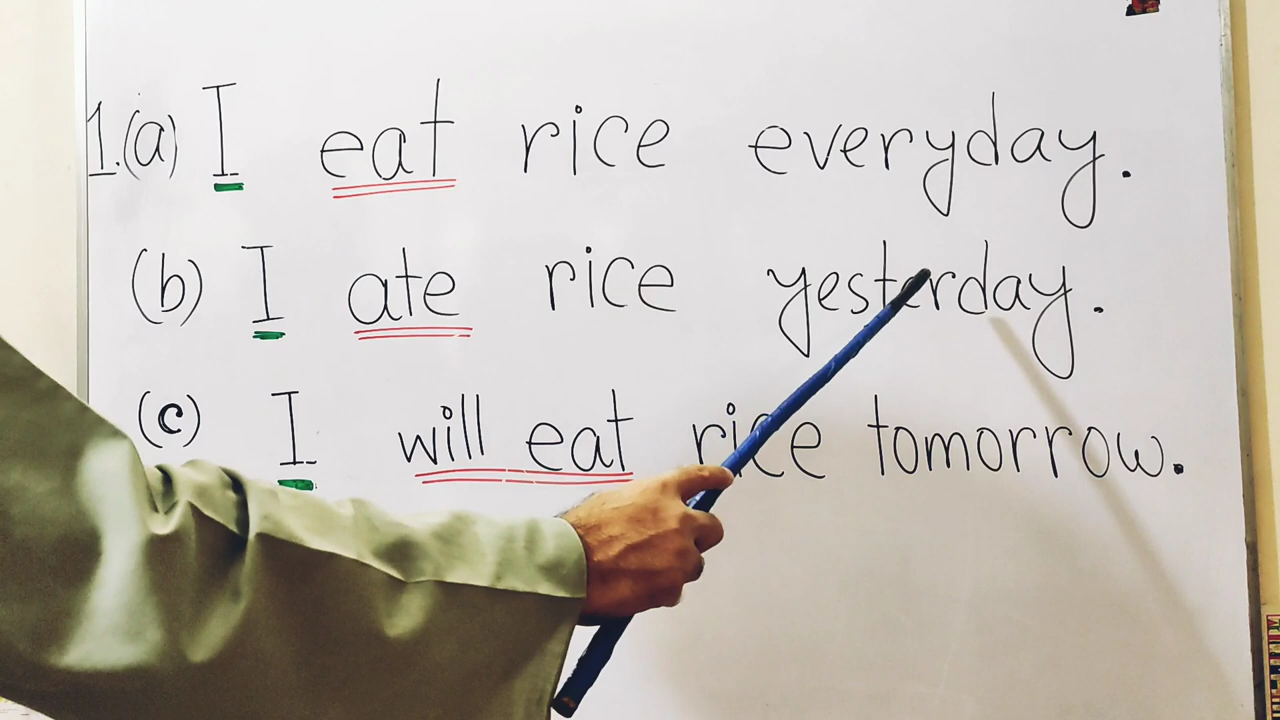 1.(a) I eat rice everyday.
(b) I ate rice yesterday.
(c) I will eat rice tomorrow.